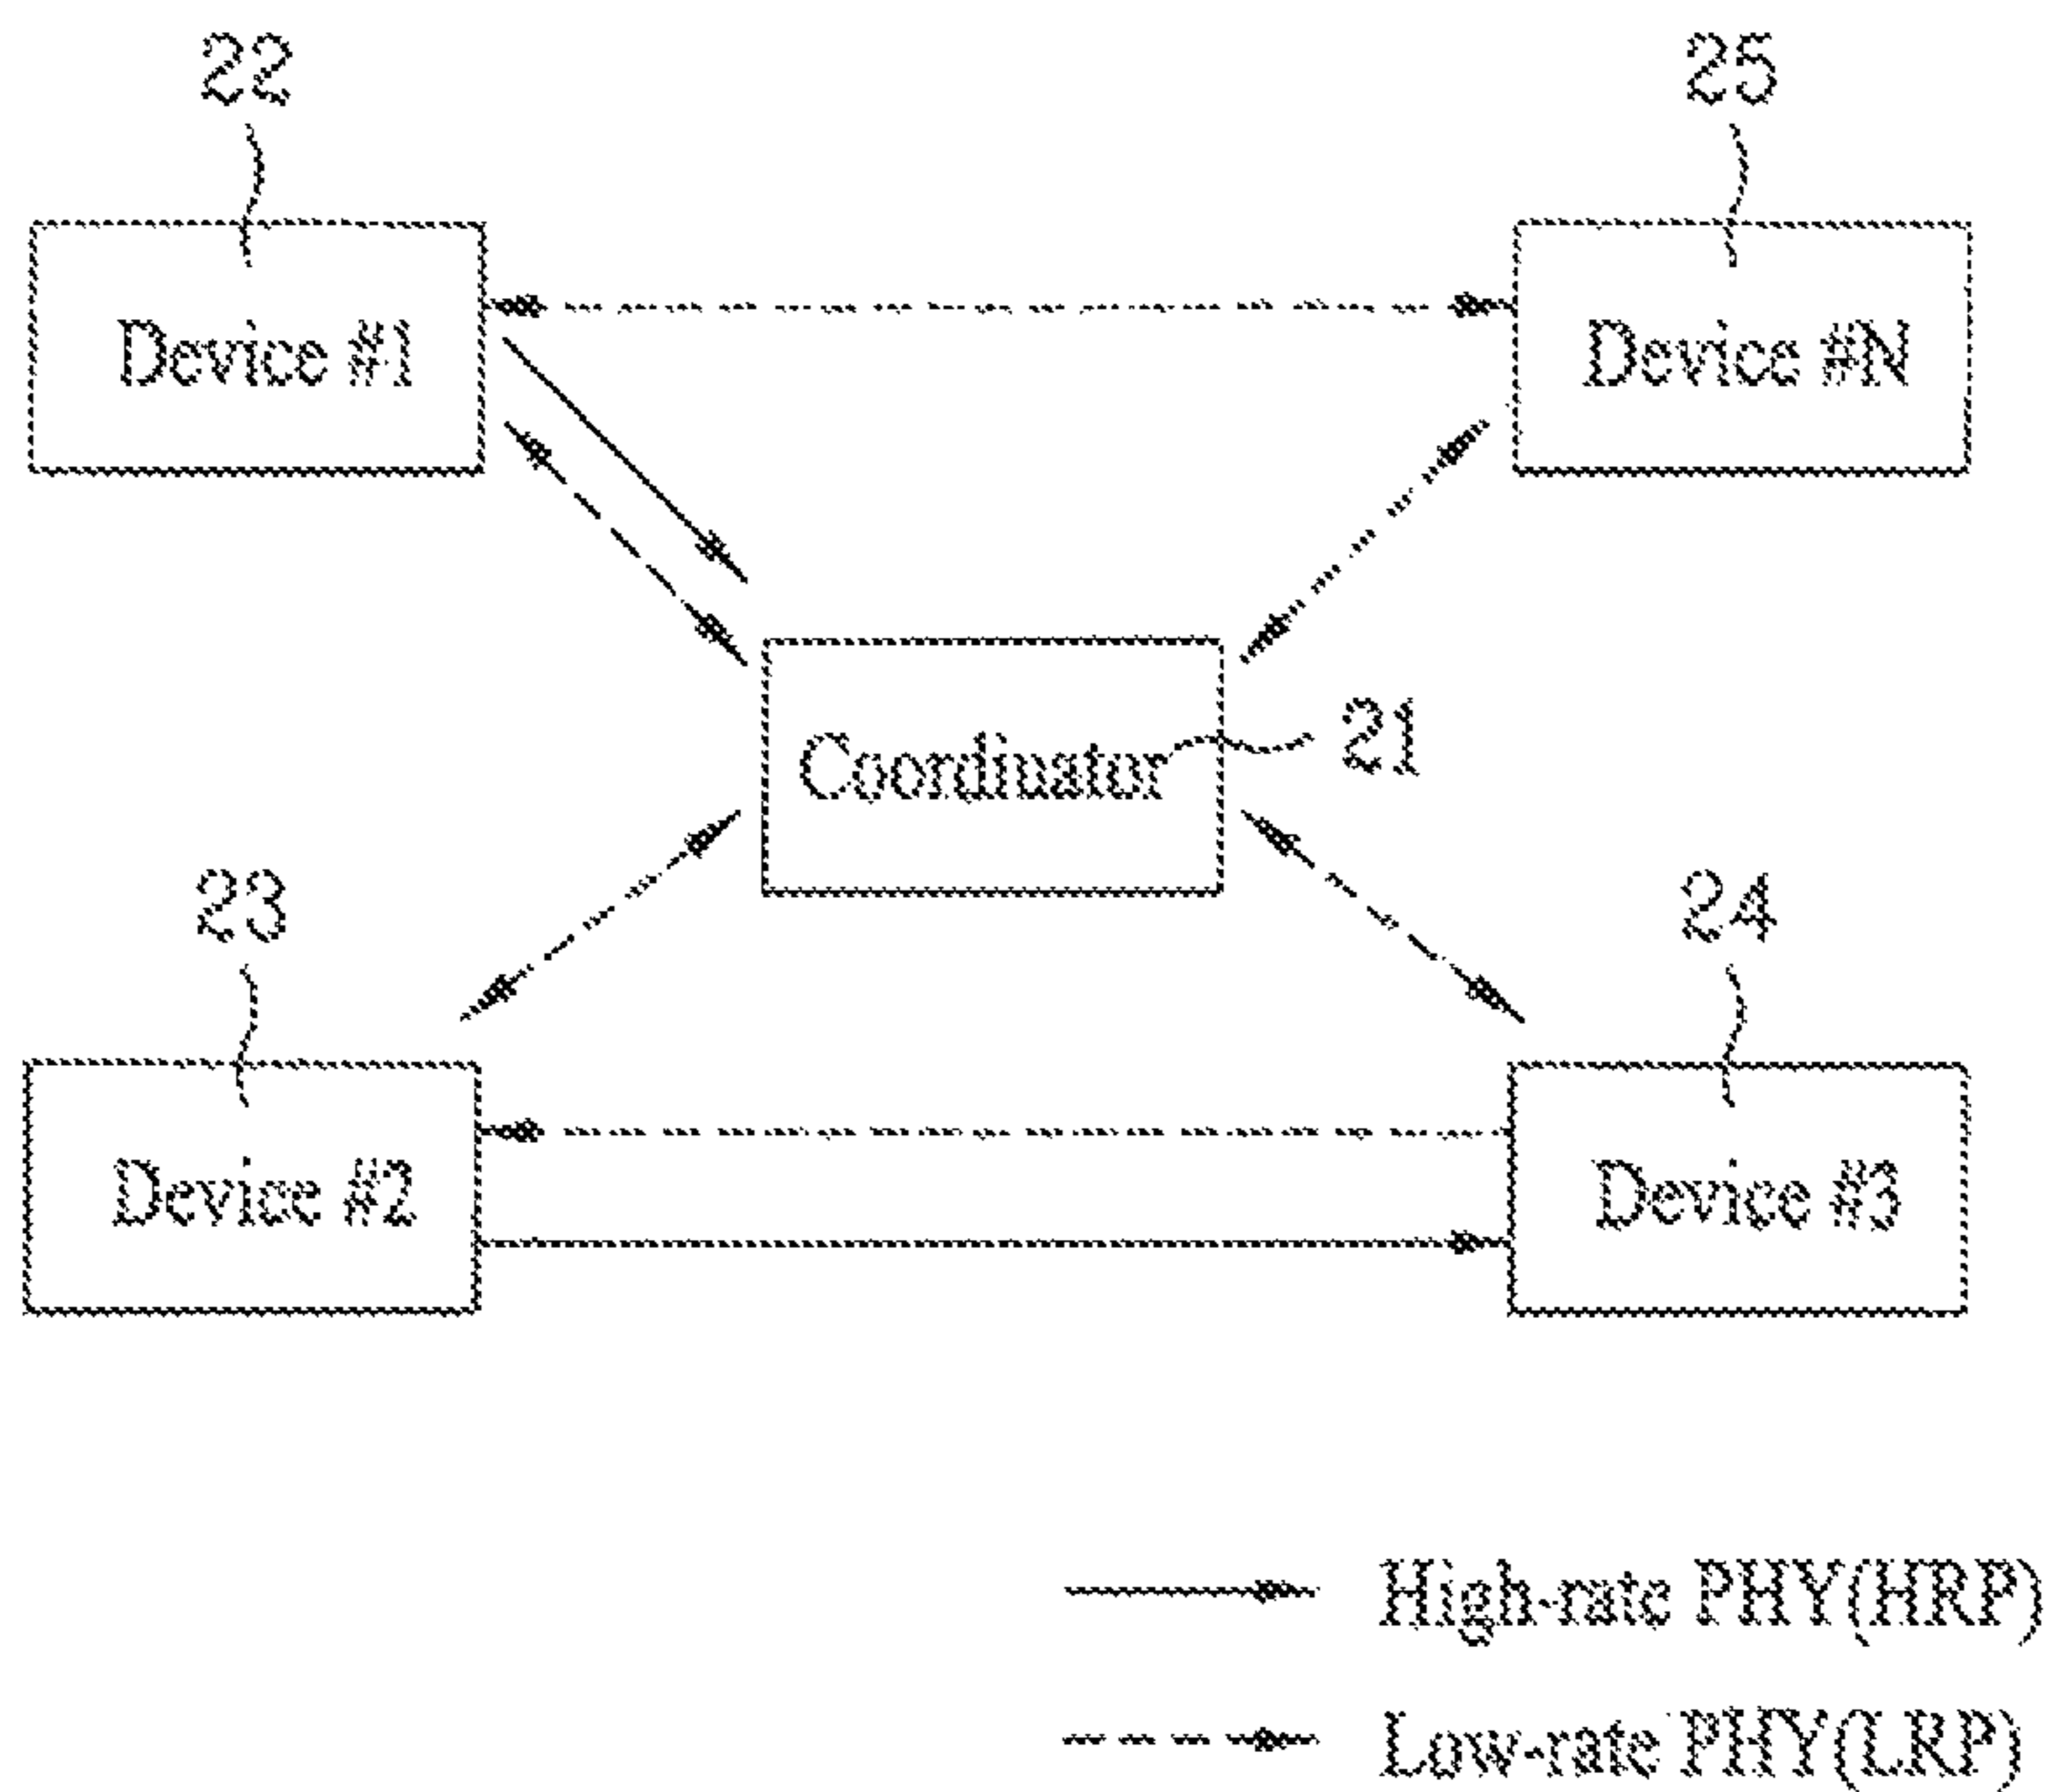 22
25
Device #1
Device #N
Coordinator
21
23
24
Device #2
Device #3
High-rate PHY(HRP)
Low-rate PHY(LRP)